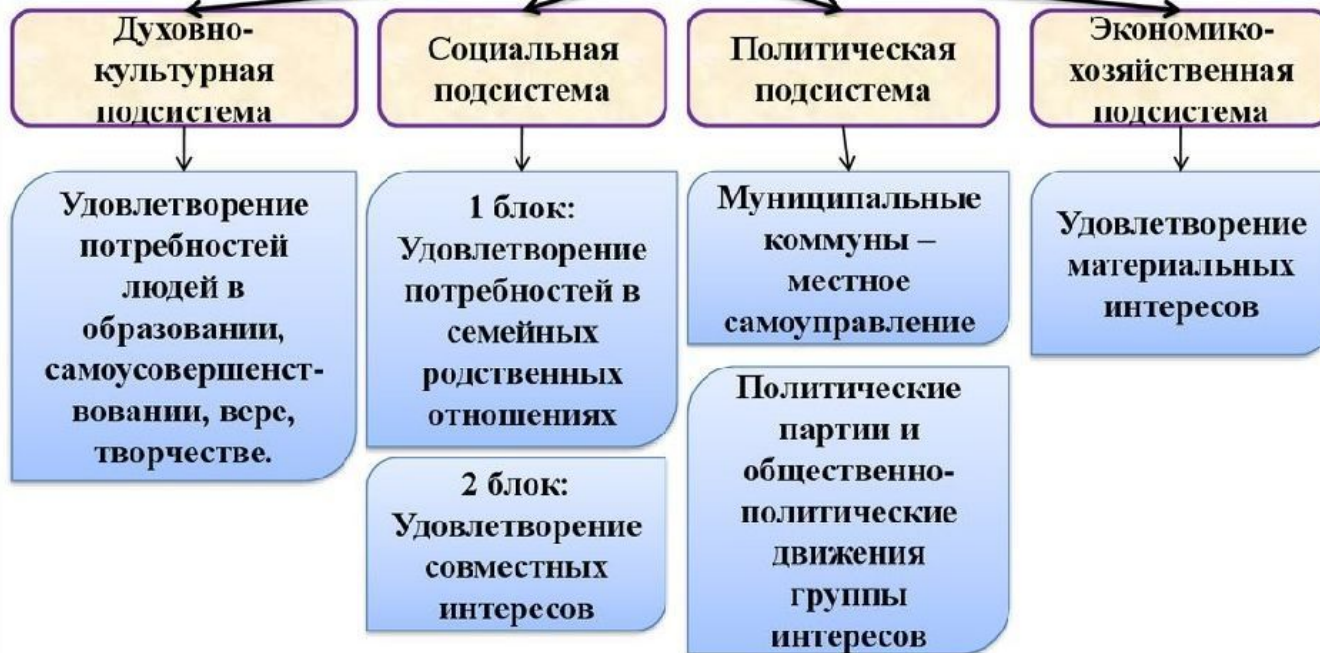 Духовно-
культурная
подсистема
Социальная
подсистема
Политическая
подсистема
Экономико-
хозяйственная
подсистема
Удовлетворение
потребностей
людей в
образовании,
самоусовершенст-
вовании, вере,
творчестве.
1 блок:
Удовлетворение
потребностей в
семейных
родственных
отношениях
2 блок:
Удовлетворение
совместных
интересов
Муниципальные
коммуны –
местное
самоуправление
Политические
партии и
общественно-
политические
движения
группы
интересов
Удовлетворение
материальных
интересов